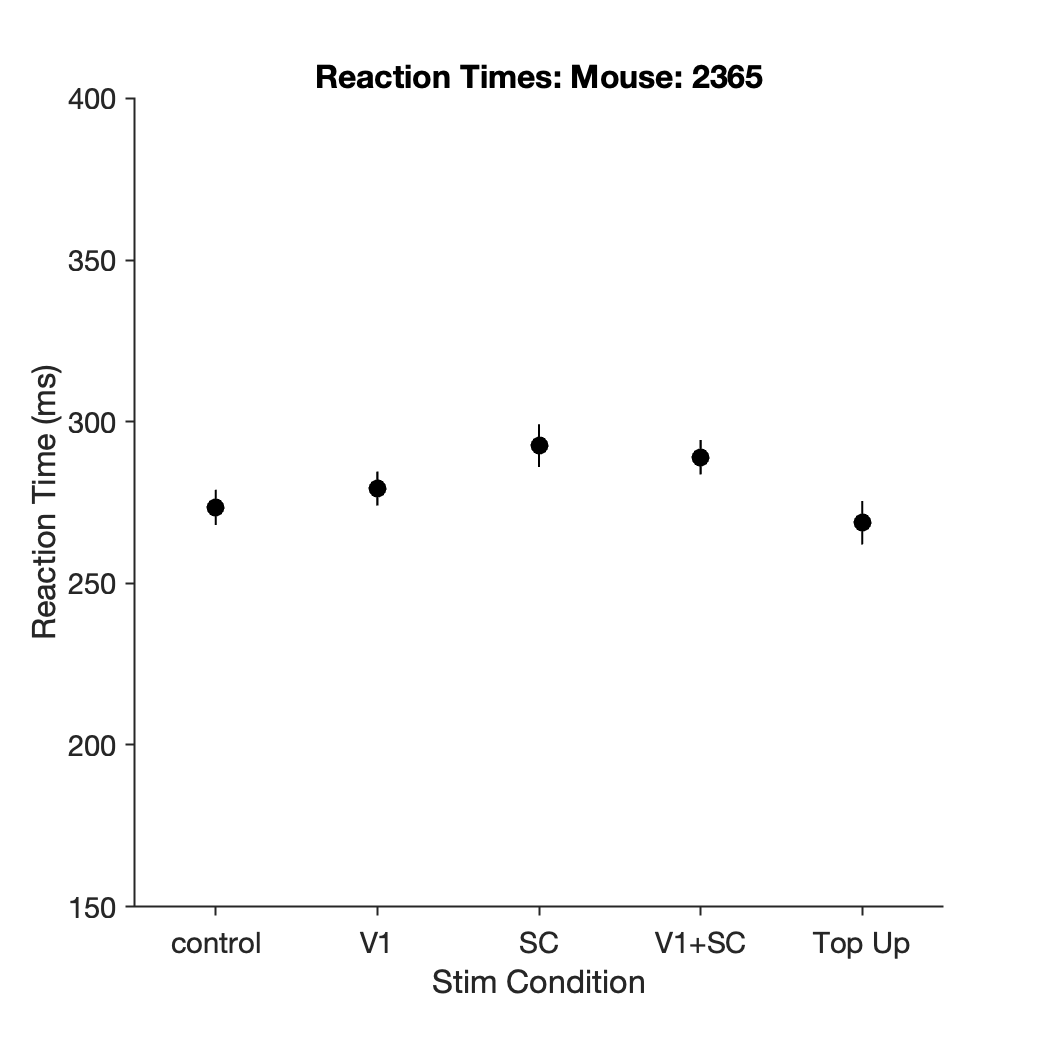 Reaction Times: Mouse: 2365
400
350
300
250
200
150
Reaction Time (ms)
control V1 SC V1+SC Top Up
Stim Condition